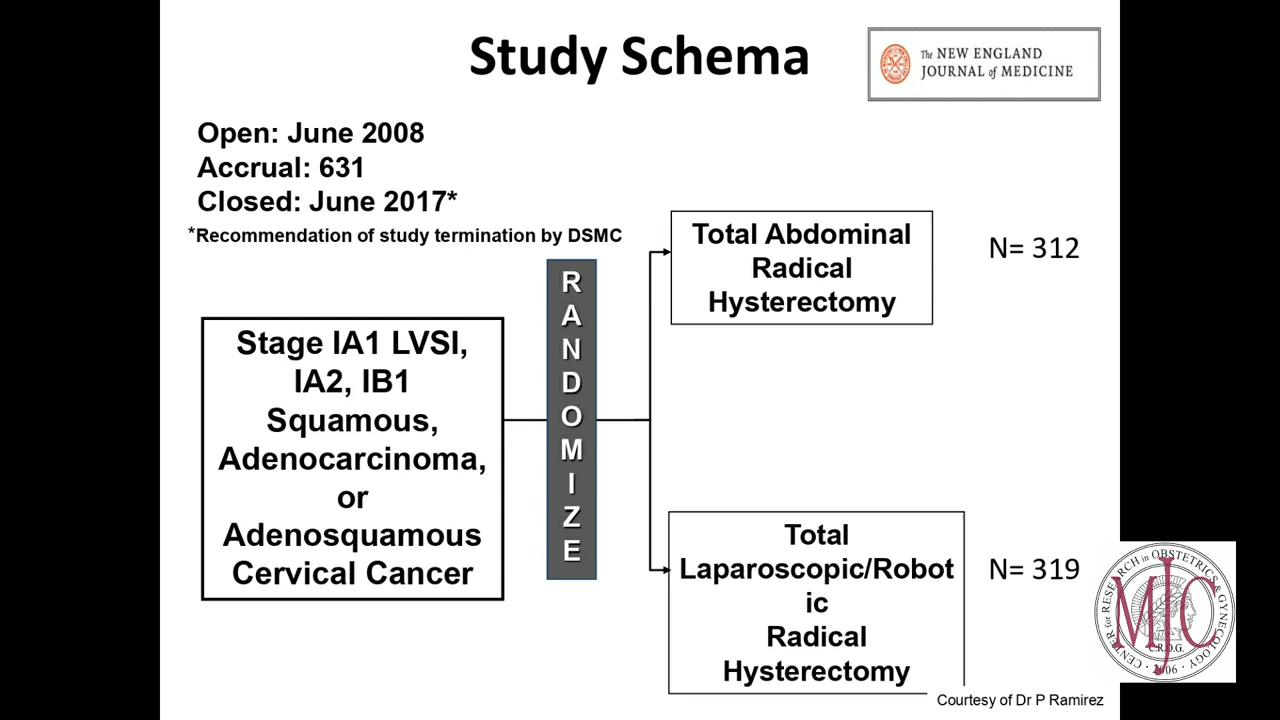 Study Schema
The NEW ENGLAND
JOURNAL of MEDICINE
Open: June 2008
Accrual: 631
Closed: June 2017*
*Recommendation of study termination by DSMC
Stage IA1 LVSI,
IA2, IB1
Squamous,
Adenocarcinoma,
or
Adenosquamous
Cervical Cancer
RANDOMIZE
Total Abdominal
Radical
Hysterectomy
N= 312
Total
Laparoscopic/Robot
ic
Radical
Hysterectomy
N= 319
CENTER for RESEARCH in OBSTETRICS & GYNECOLOGY
MJC
C.R.O.G.
2006
Courtesy of Dr P Ramirez